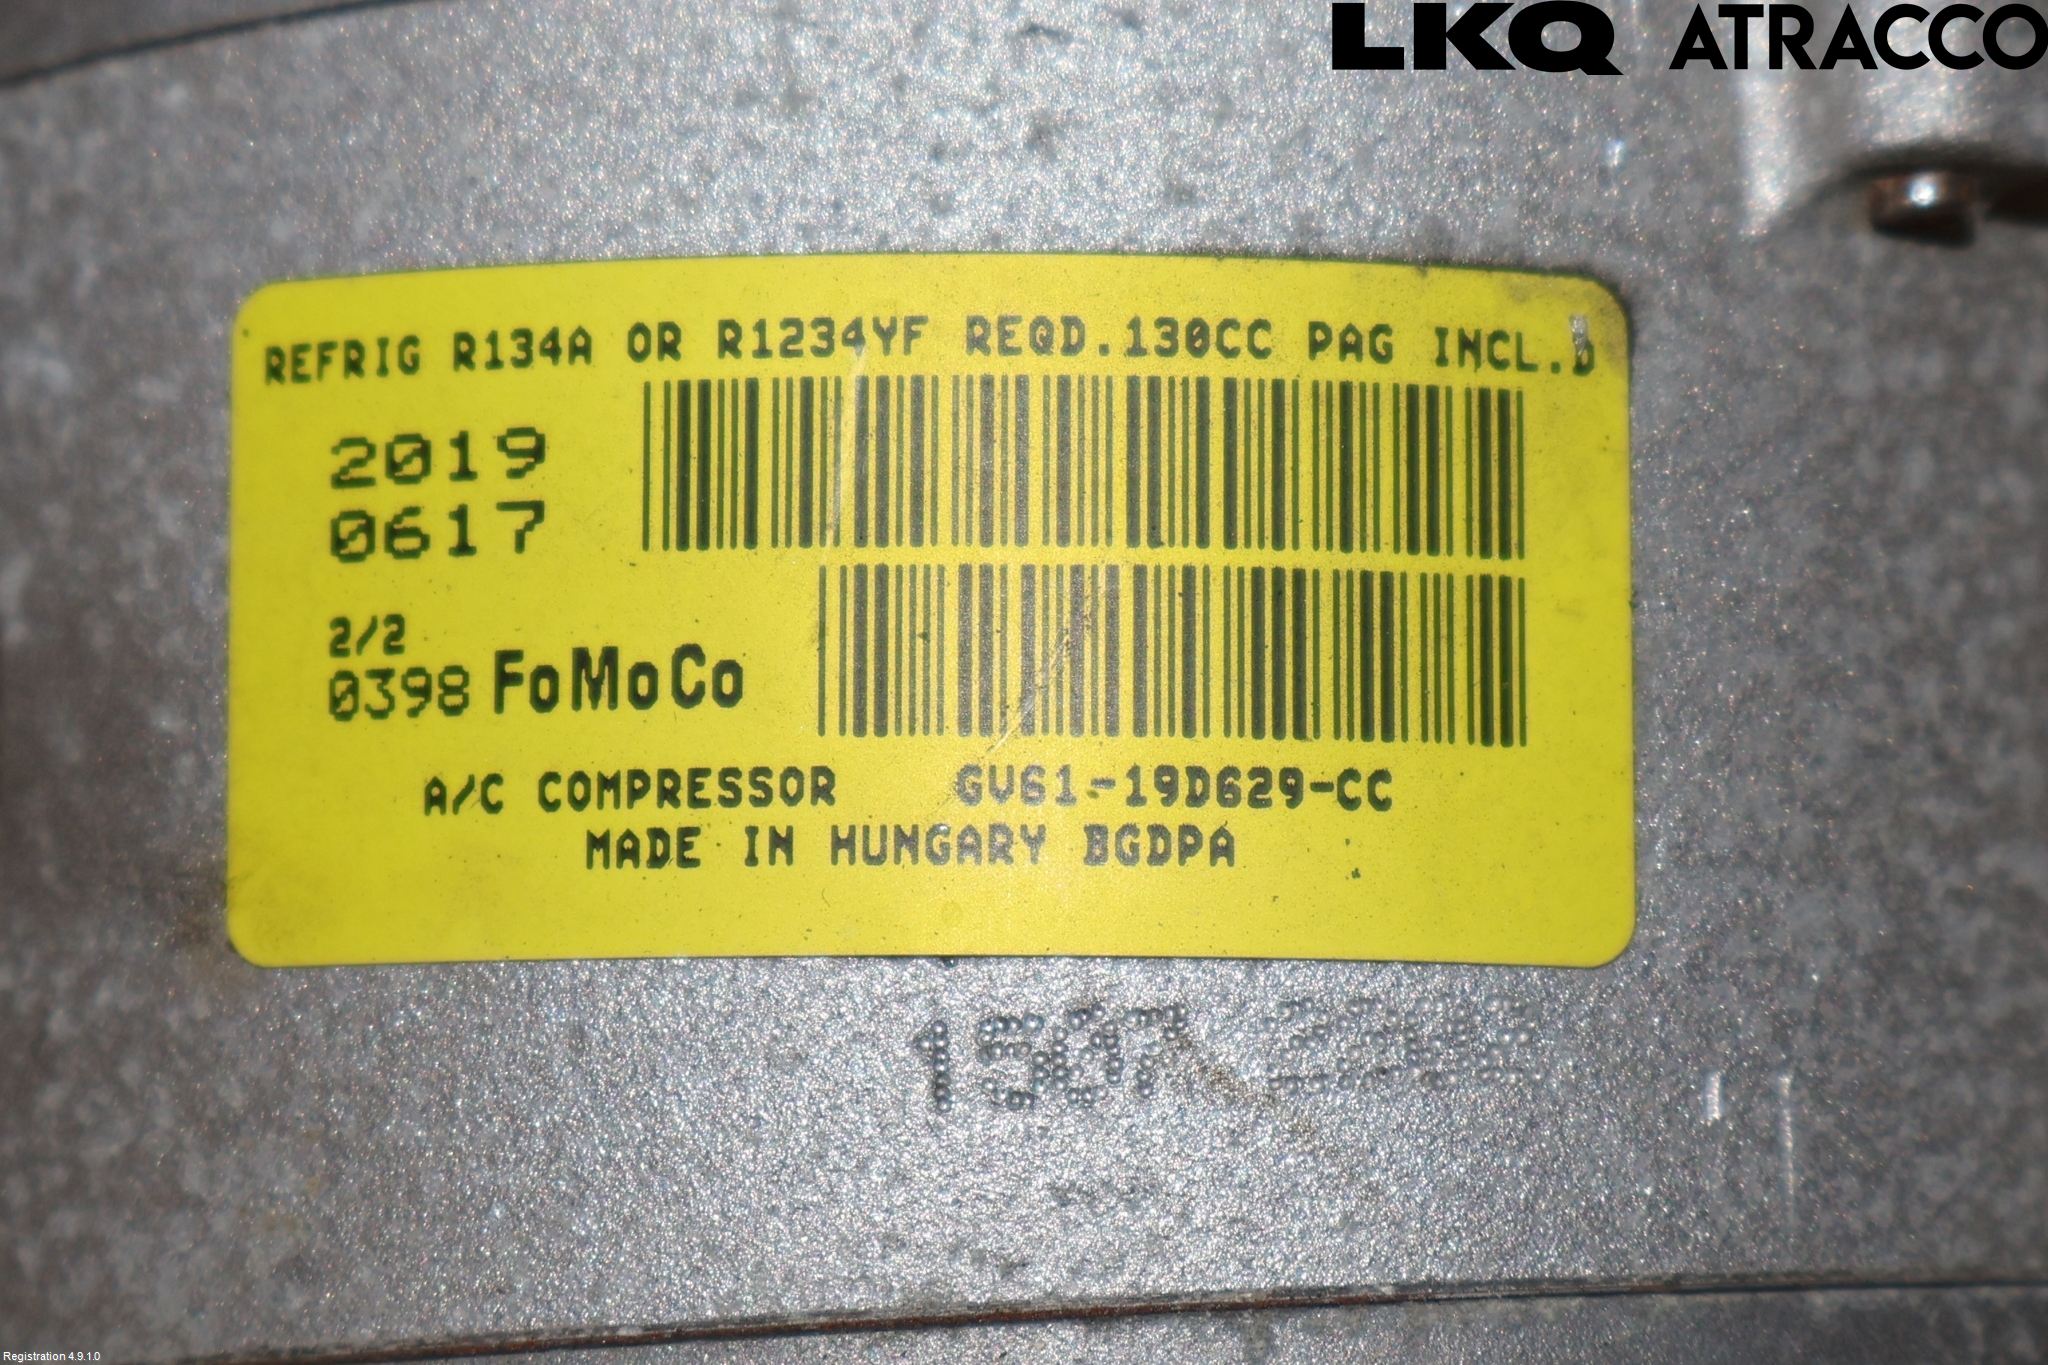 LKQ ATRACCO
REFRIG R134A OR R1234YF REQD.130CC PAG INCL.D
2019
0617
2/2
0398 FoMoCo
A/C COMPRESSOR GV61-19D629-CC
MADE IN HUNGARY BGDPA
Registration 4.9.1.0